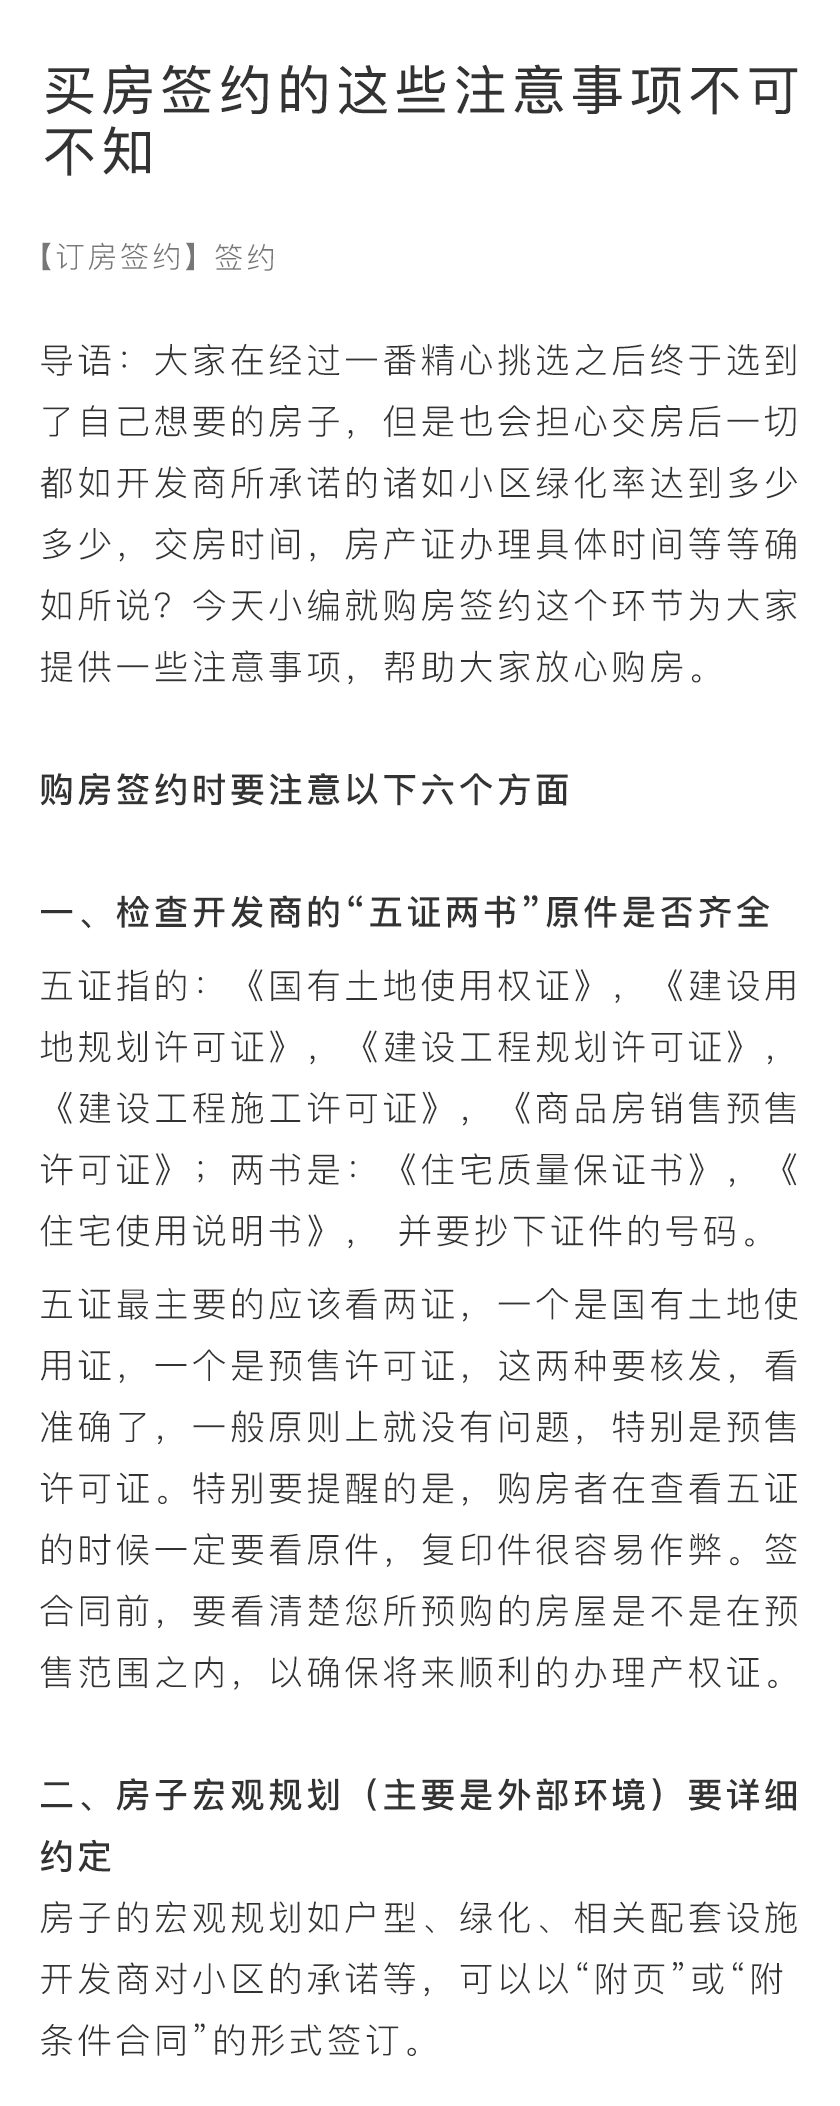 买房签约的这些注意事项不可
不知
【订房签约】签约
导语：大家在经过一番精心挑选之后终于选到
了自己想要的房子，但是也会担心交房后一切
都如开发商所承诺的诸如小区绿化率达到多少
多少，交房时间，房产证办理具体时间等等确
如所说？今天小编就购房签约这个环节为大家
提供一些注意事项，帮助大家放心购房。
购房签约时要注意以下六个方面
一、检查开发商的“五证两书”原件是否齐全
五证指的：《国有土地使用权证》，《建设用
地规划许可证》，《建设工程规划许可证》，
《建设工程施工许可证》，《商品房销售预售
许可证》；两书是：《住宅质量保证书》，《
住宅使用说明书》， 并要抄下证件的号码。
五证最主要的应该看两证，一个是国有土地使
用证，一个是预售许可证，这两种要核发，看
准确了，一般原则上就没有问题，特别是预售
许可证。特别要提醒的是，购房者在查看五证
的时候一定要看原件，复印件很容易作弊。签
合同前，要看清楚您所预购的房屋是不是在预
售范围之内，以确保将来顺利的办理产权证。
二、房子宏观规划（主要是外部环境）要详细
约定
房子的宏观规划如户型、绿化、相关配套设施
开发商对小区的承诺等，可以以“附页”或“附
条件合同”的形式签订。